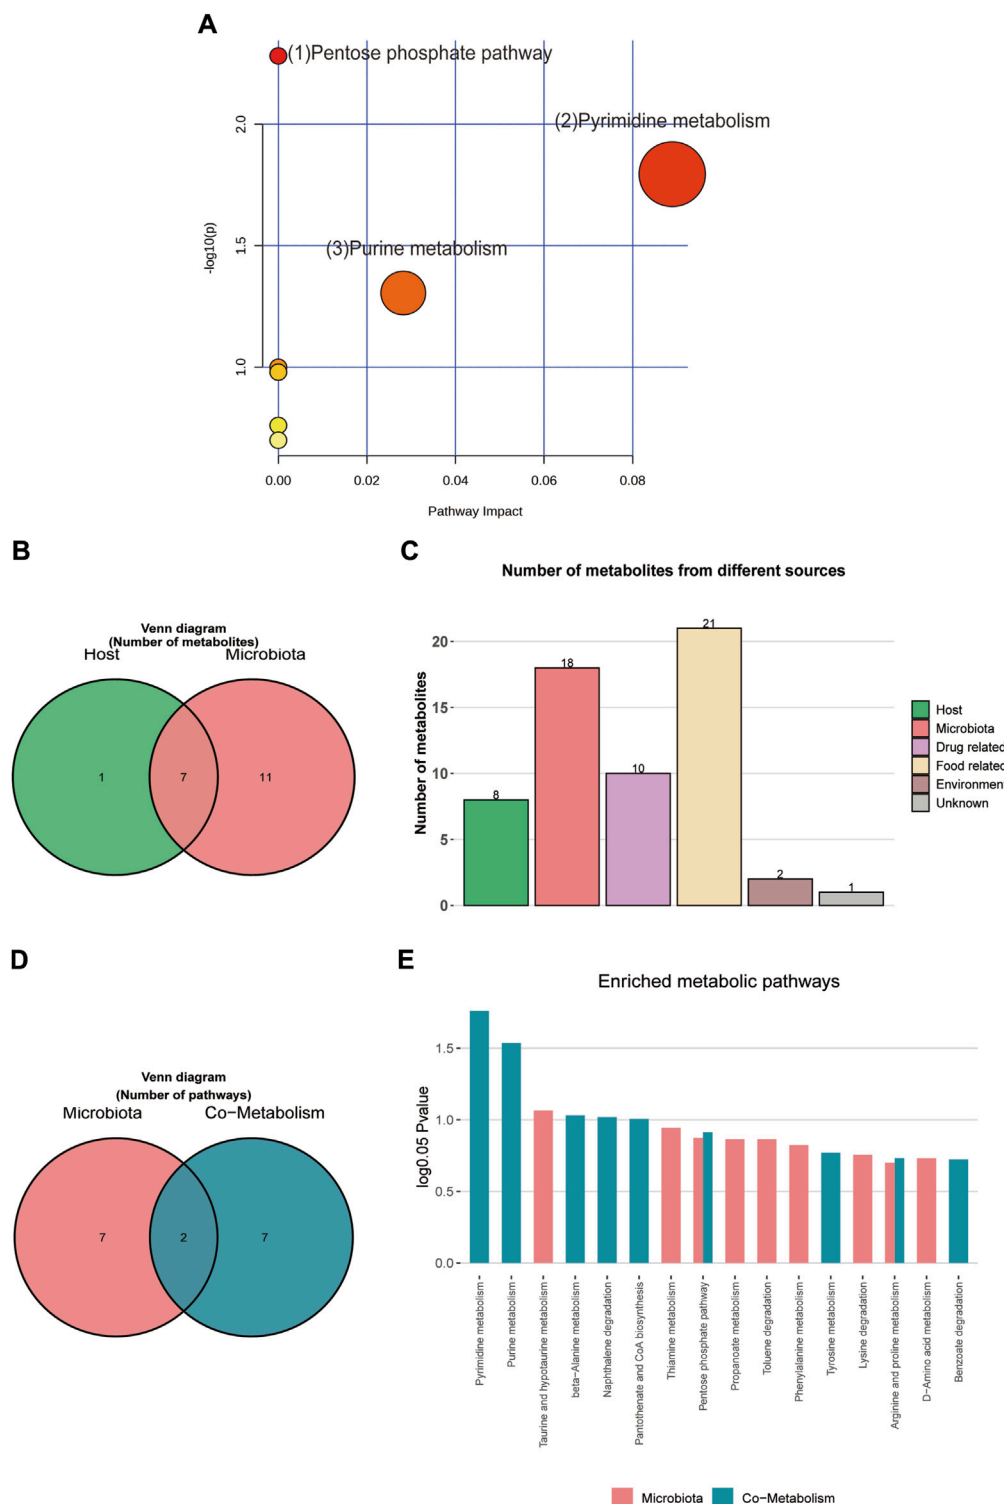 A
(1)Pentose phosphate pathway
(2)Pyrimidine metabolism
(3)Purine metabolism
2.0
1.5
1.0
-log10(p)
0.00 0.02 0.04 0.06 0.08
Pathway Impact
B
Venn diagram
(Number of metabolites)
Host Microbiota
1 7 11
C
Number of metabolites from different sources
Number of metabolites
20
15
10
5
0
8 18 10 21 2 1
Host
Microbiota
Drug related
Food related
Environment
Unknown
D
Venn diagram
(Number of pathways)
Microbiota Co-Metabolism
7 2 7
E
Enriched metabolic pathways
log0.05 Pvalue
1.5
1.0
0.5
0.0
Pyrimidine metabolism
Purine metabolism
Taurine and hypotaurine metabolism
beta-Alanine metabolism
Naphthalene degradation
Pantothenate and CoA biosynthesis
Thiamine metabolism
Pentose phosphate pathway
Propanoate metabolism
Toluene degradation
Phenylalanine metabolism
Tyrosine metabolism
Lysine degradation
Arginine and proline metabolism
D-Amino acid metabolism
Benzoate degradation
Microbiota Co-Metabolism